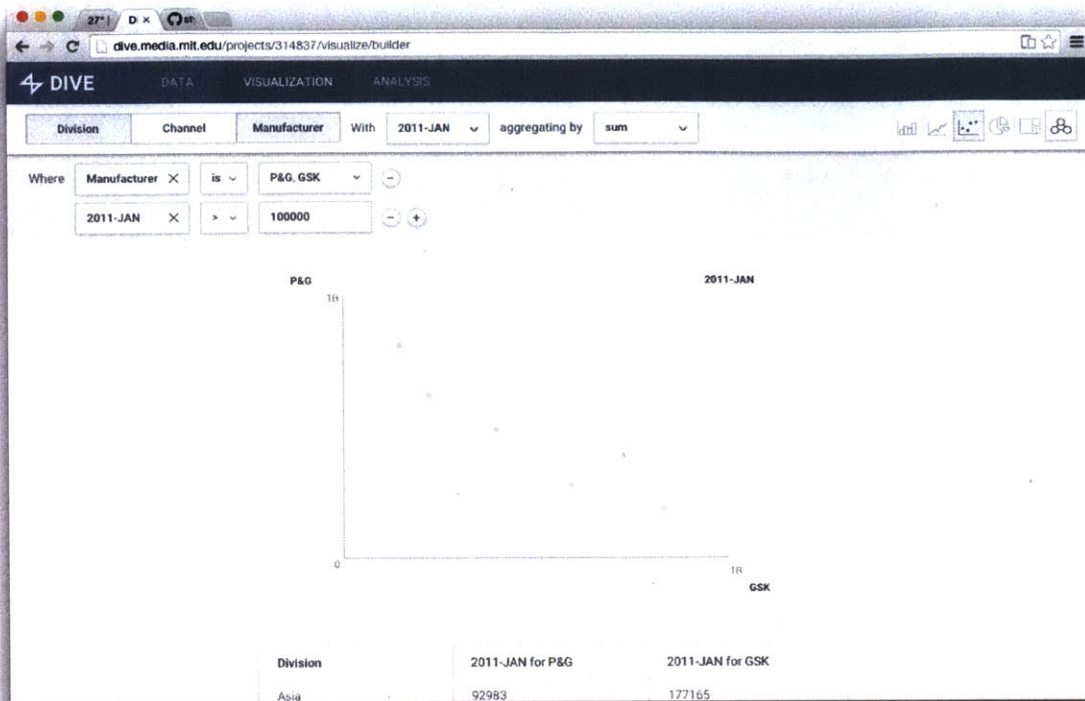 27" | D × st
dive.media.mit.edu/projects/314837/visualize/builder
DIVE DATA VISUALIZATION ANALYSIS
Division Channel Manufacturer With 2011-JAN aggregating by sum
Where Manufacturer × is P&G, GSK
2011-JAN × > 100000
P&G 2011-JAN
1B
0 1B
GSK
Division 2011-JAN for P&G 2011-JAN for GSK
Asia 92983 177165